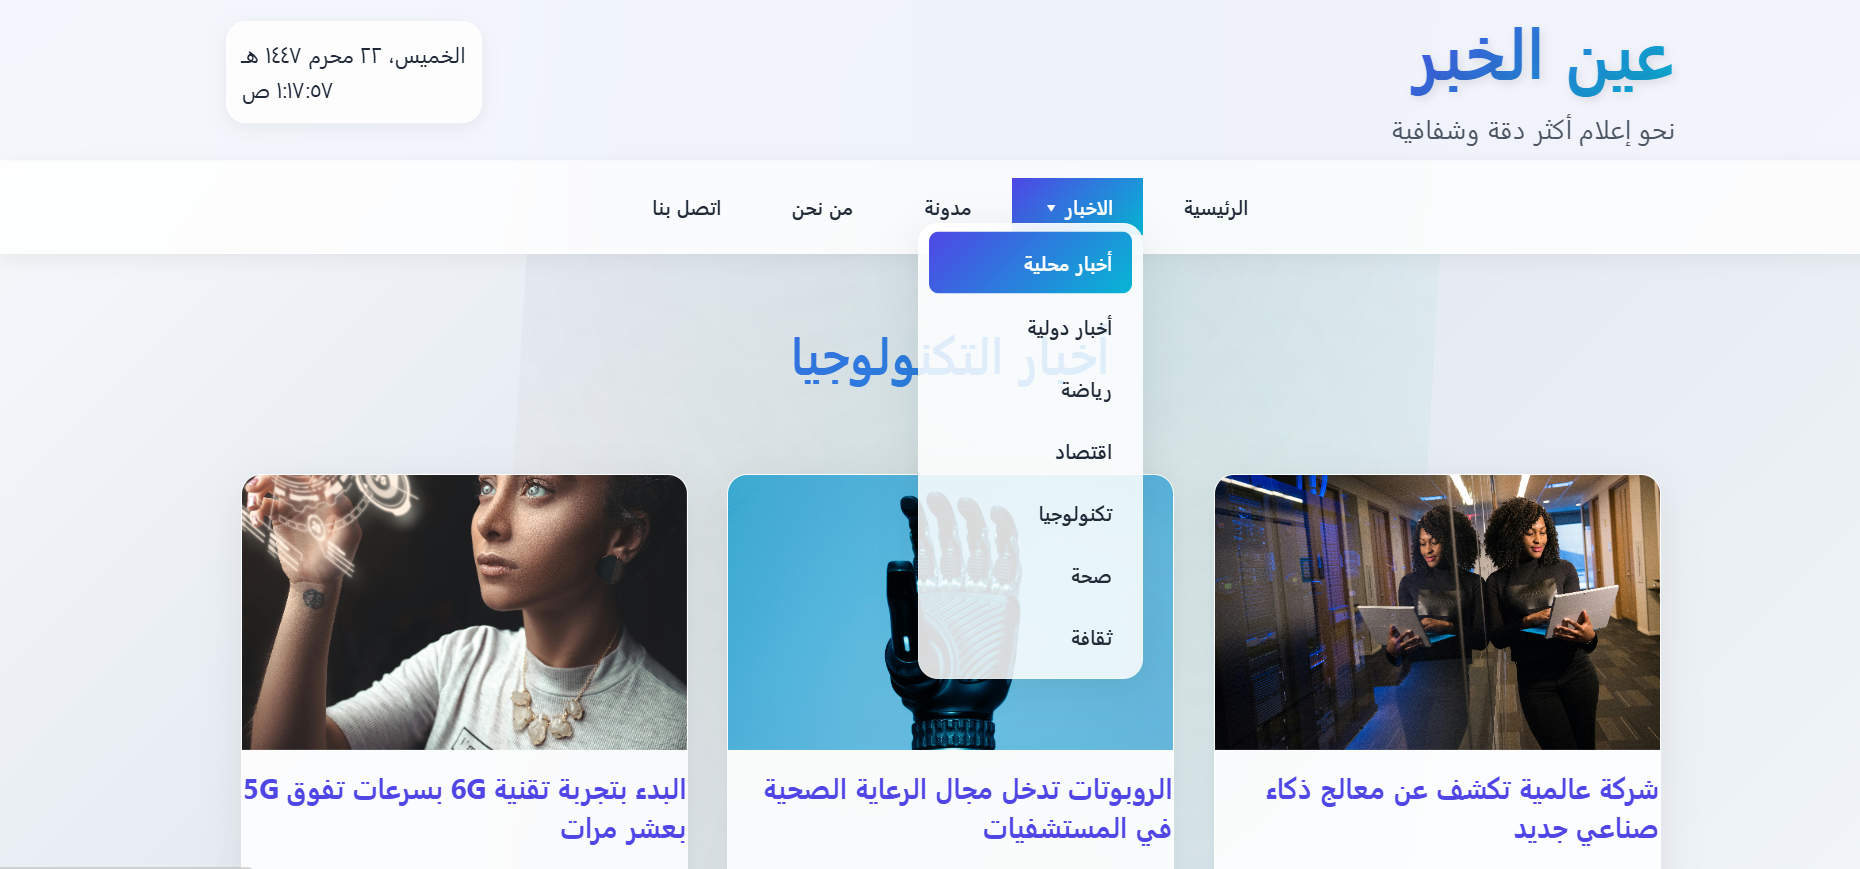 عين الخبر
نحو إعلام أكثر دقة وشفافية
الخميس، ٢٢ محرم ١٤٤٧ هـ
١:١٧:٥٧ ص
الرئيسية
الاخبار ▼
مدونة
من نحن
اتصل بنا
أخبار محلية
أخبار دولية
رياضة
اقتصاد
تكنولوجيا
صحة
ثقافة
اخبار التكنولوجيا
شركة عالمية تكشف عن معالج ذكاء
صناعي جديد
الروبوتات تدخل مجال الرعاية الصحية
في المستشفيات
البدء بتجربة تقنية 6G بسرعات تفوق 5G
بعشر مرات